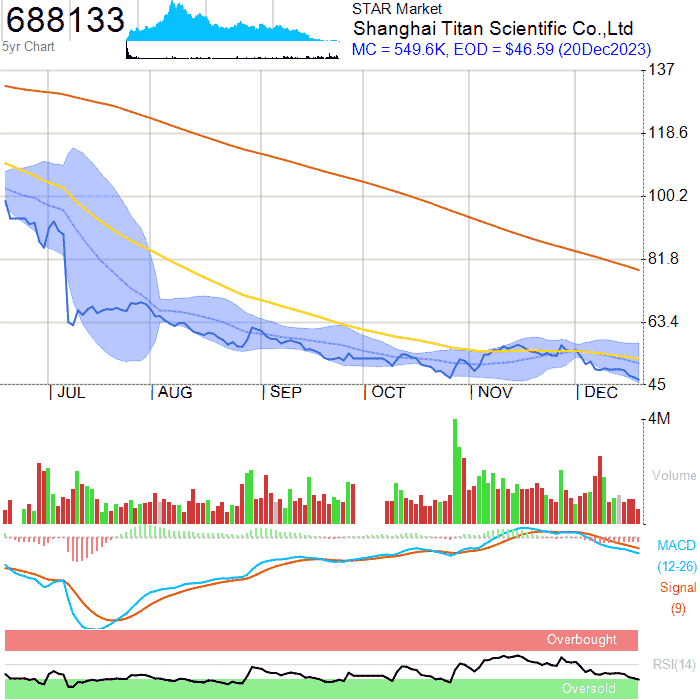 688133
5yr Chart
STAR Market
Shanghai Titan Scientific Co.,Ltd
MC = 549.6K, EOD = $46.59 (20Dec2023)
137
118.6
100.2
81.8
63.4
45
JUL AUG SEP OCT NOV DEC
4M
Volume
MACD
(12-26)
Signal
(9)
Overbought
RSI(14)
Oversold